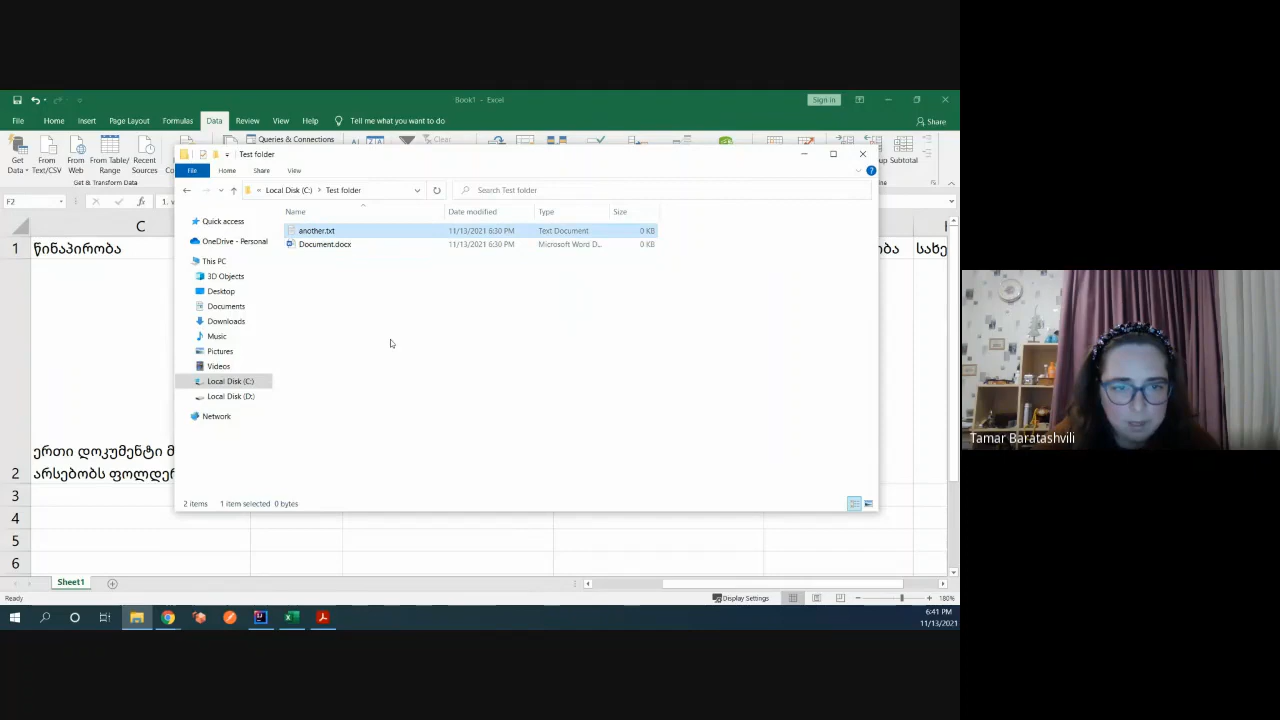 Book1 - Excel
Sign in
File Home Insert Page Layout Formulas Data Review View Help Tell me what you want to do
Share
Get Data
From Text/CSV
From Web
From Table/ Range
Recent Sources
Queries & Connections
Clear
Subtotal
Get & Transform Data
F2
1.
C
1 წინაპირობა
სახე
2
ერთი დოკუმენტი
არსებობს ფოლდერ
3
4
5
6
Test folder
File Home Share View
« Local Disk (C:) > Test folder
Search Test folder
Name Date modified Type Size
another.txt 11/13/2021 6:30 PM Text Document 0 KB
Document.docx 11/13/2021 6:30 PM Microsoft Word D... 0 KB
Quick access
OneDrive - Personal
This PC
3D Objects
Desktop
Documents
Downloads
Music
Pictures
Videos
Local Disk (C:)
Local Disk (D:)
Network
2 items 1 item selected 0 bytes
Sheet1
Ready
Display Settings
180%
6:41 PM
11/13/2021
Tamar Baratashvili